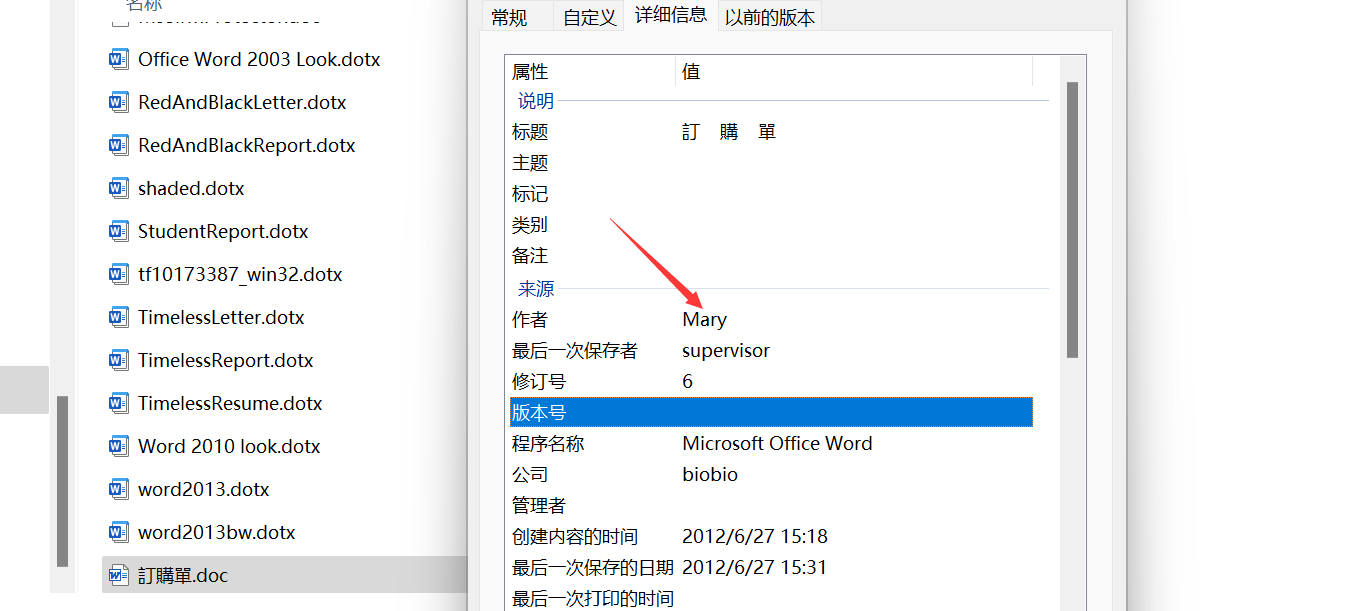 名称
Office Word 2003 Look.dotx
RedAndBlackLetter.dotx
RedAndBlackReport.dotx
shaded.dotx
StudentReport.dotx
tf10173387_win32.dotx
TimelessLetter.dotx
TimelessReport.dotx
TimelessResume.dotx
Word 2010 look.dotx
word2013.dotx
word2013bw.dotx
訂購單.doc
常规 自定义 详细信息 以前的版本
属性 值
说明
标题 訂 購 單
主题
标记
类别
备注
来源
作者 Mary
最后一次保存者 supervisor
修订号 6
版本号
程序名称 Microsoft Office Word
公司 biobio
管理者
创建内容的时间 2012/6/27 15:18
最后一次保存的日期 2012/6/27 15:31
最后一次打印的时间